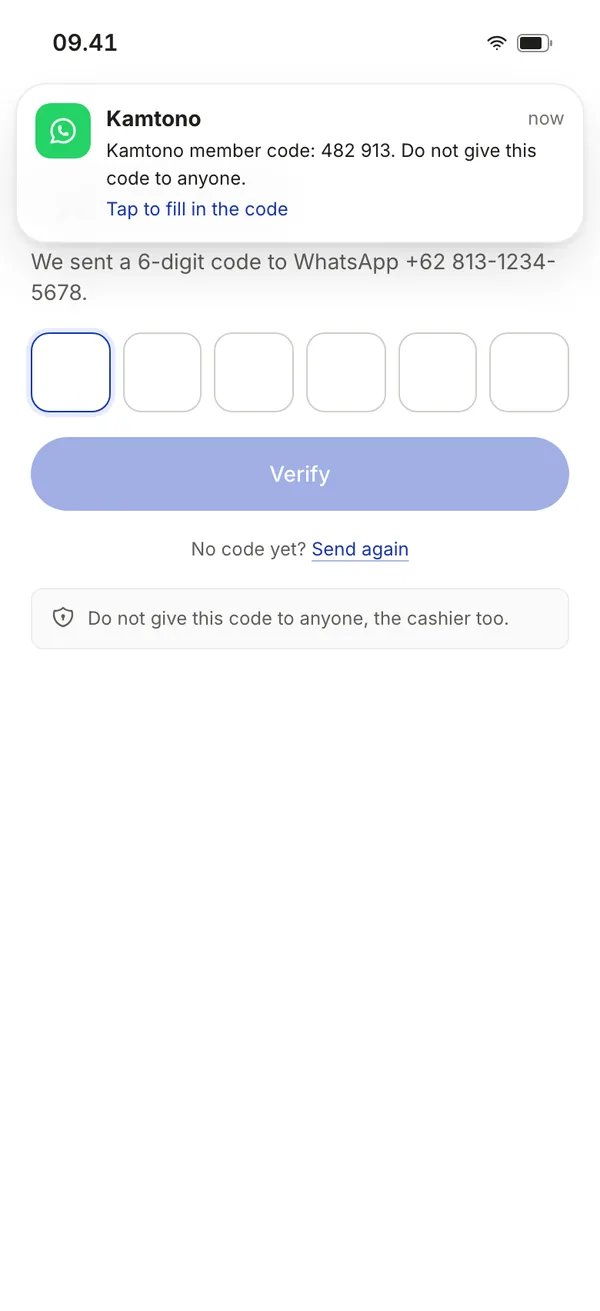 09.41
Kamtono
now
Kamtono member code: 482 913. Do not give this
code to anyone.
Tap to fill in the code
We sent a 6-digit code to WhatsApp +62 813-1234-
5678.
Verify
No code yet? Send again
Do not give this code to anyone, the cashier too.